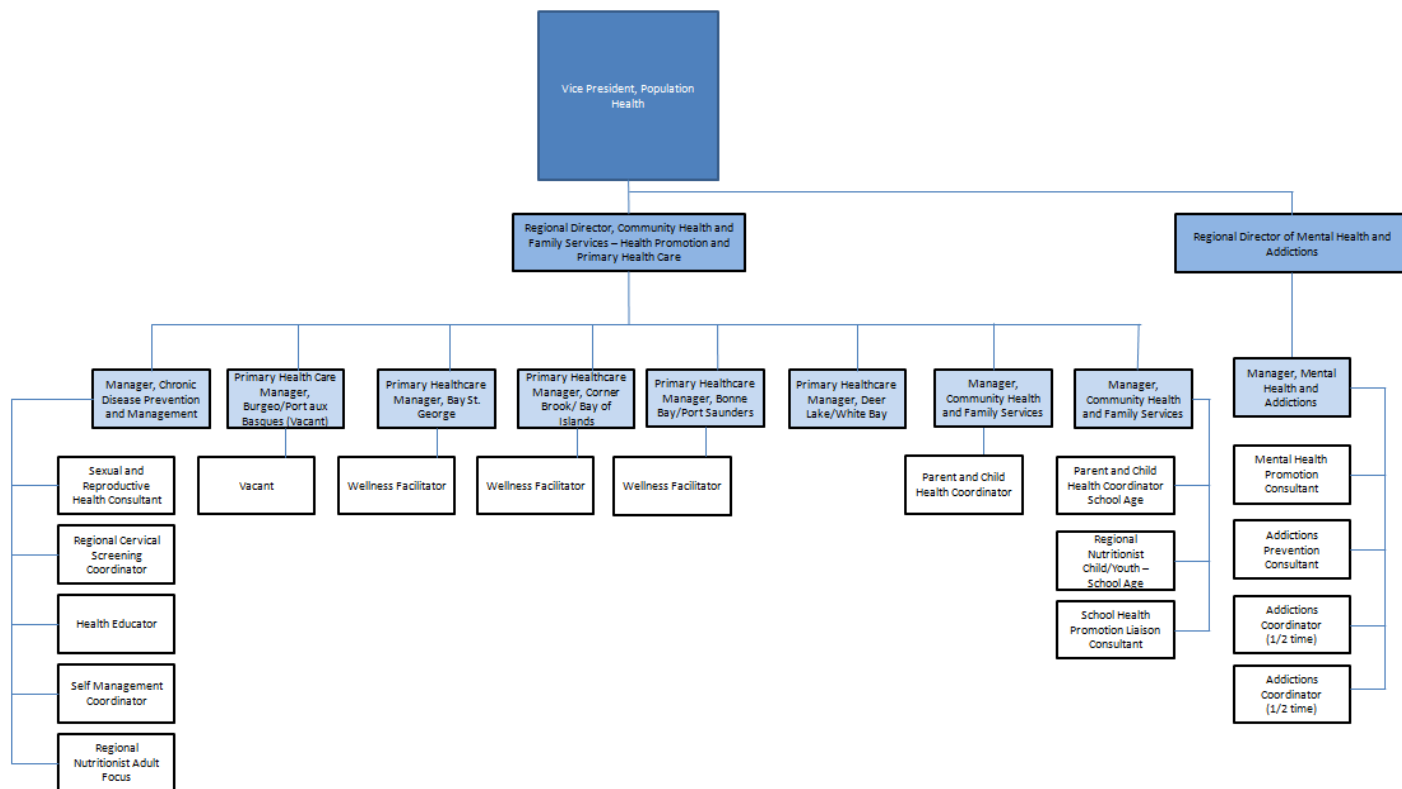 Vice President, Population
Health
Regional Director, Community Health and
Family Services – Health Promotion and
Primary Health Care
Regional Director of Mental Health and
Addictions
Manager, Chronic
Disease Prevention
and Management
Primary Health Care
Manager,
Burgeo/Port aux
Basques (Vacant)
Primary Healthcare
Manager, Bay St.
George
Primary Healthcare
Manager, Corner
Brook/ Bay of
Islands
Primary Healthcare
Manager, Bonne
Bay/Port Saunders
Primary Healthcare
Manager, Deer
Lake/White Bay
Manager,
Community Health
and Family Services
Manager,
Community Health
and Family Services
Manager, Mental
Health and
Addictions
Sexual and
Reproductive
Health Consultant
Vacant
Wellness Facilitator
Wellness Facilitator
Wellness Facilitator
Parent and Child
Health Coordinator
Parent and Child
Health Coordinator
School Age
Mental Health
Promotion
Consultant
Regional Cervical
Screening
Coordinator
Regional
Nutritionist
Child/Youth –
School Age
Addictions
Prevention
Consultant
Health Educator
School Health
Promotion Liaison
Consultant
Addictions
Coordinator
(1/2 time)
Self Management
Coordinator
Addictions
Coordinator
(1/2 time)
Regional
Nutritionist Adult
Focus